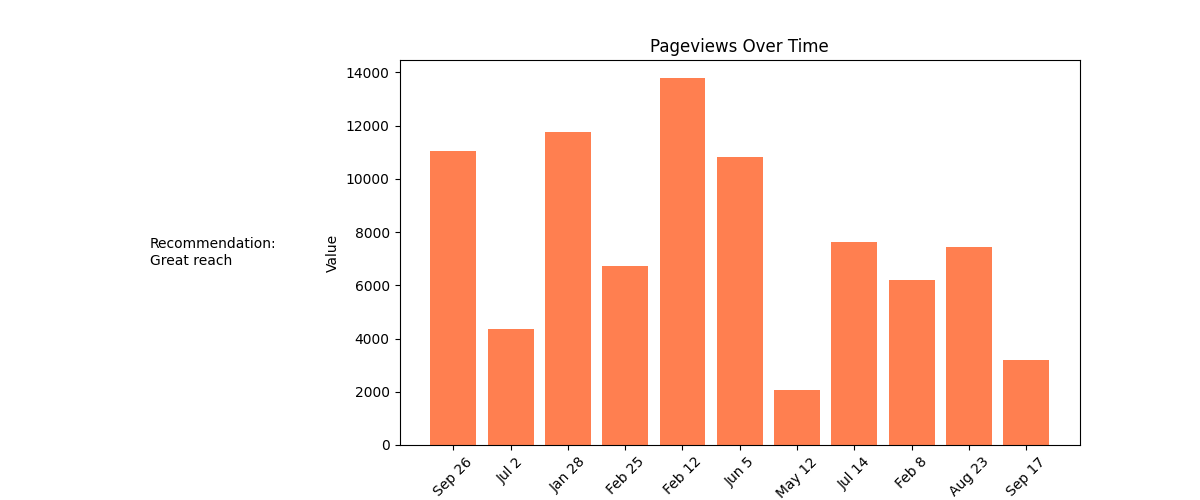 Pageviews Over Time
Recommendation:
Great reach
Value
14000
12000
10000
8000
6000
4000
2000
0
Sep 26
Jul 2
Jan 28
Feb 25
Feb 12
Jun 5
May 12
Jul 14
Feb 8
Aug 23
Sep 17